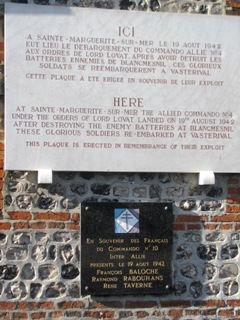 ICI
A SAINTE-MARGUERITE-SUR-MER LE 19 AOUT 1942
EUT LIEU LE DEBARQUEMENT DU COMMANDO ALLIE N°4
AUX ORDRES DE LORD LOVAT. APRES AVOIR DETRUIT LES
BATTERIES ENNEMIES DE BLANCMESNIL, CES GLORIEUX
SOLDATS SE REEMBARQUERENT A VASTERIVAL.
CETTE PLAQUE A ETE ERIGEE EN SOUVENIR DE LEUR EXPLOIT
HERE
AT SAINTE-MARGUERITE-SUR-MER THE ALLIED COMMANDO N°4
UNDER THE ORDERS OF LORD LOVAT LANDED ON 19TH AUGUST 1942
AFTER DESTROYING THE ENEMY BATTERIES AT BLANCMESNIL
THESE GLORIOUS SOLDIERS RE-EMBARKED AT VASTERIVAL
THIS PLAQUE IS ERECTED IN REMEMBRANCE OF THEIR EXPLOIT
EN SOUVENIR DES FRANÇAIS
DU COMMANDO N°10
INTER ALLIE
PRESENTS LE 19 AOUT 1942
FRANÇOIS BALOCHE
RAYMOND RABOUHANS
RENE TAVERNE